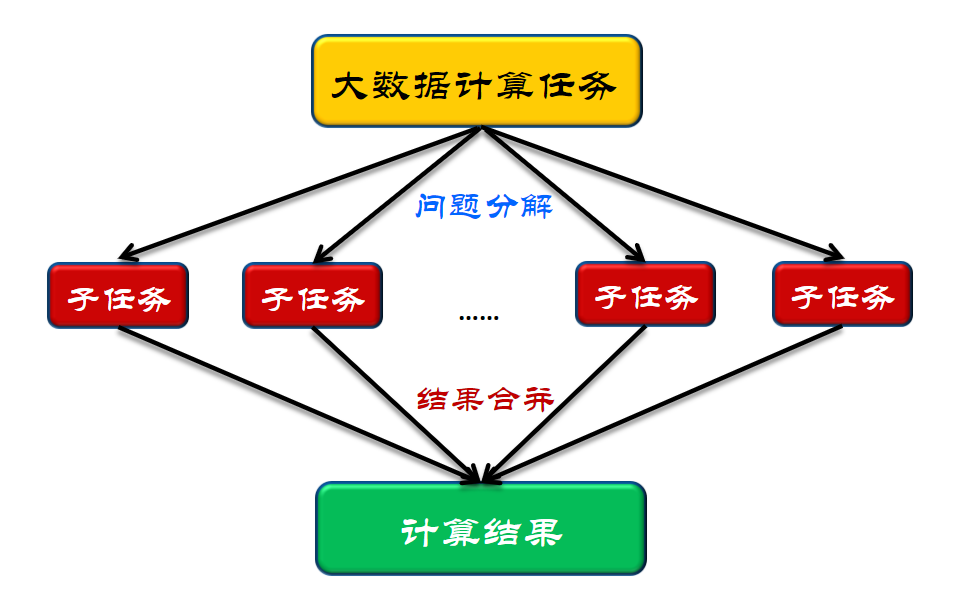 大数据计算任务
问题分解
子任务
子任务
......
子任务
子任务
结果合并
计算结果